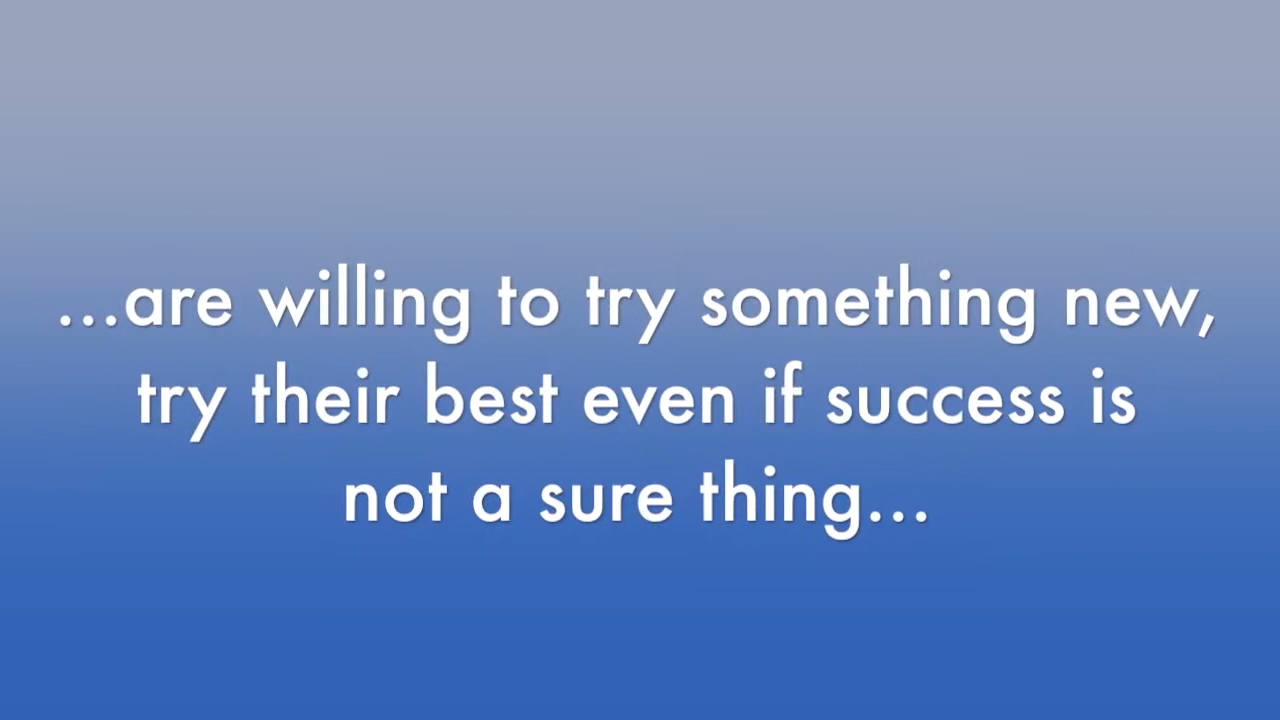 ...are willing to try something new,
try their best even if success is
not a sure thing...